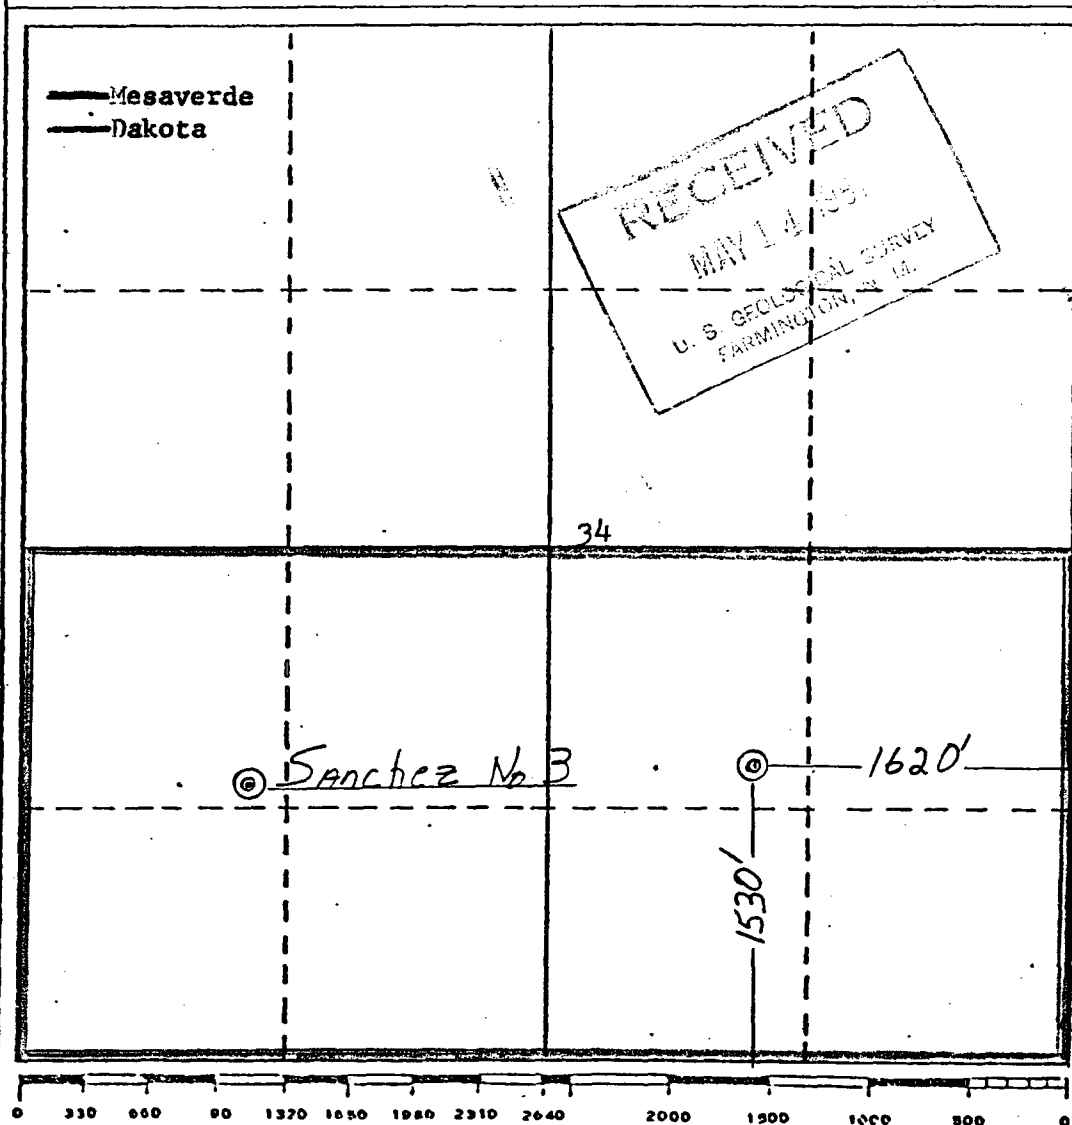 Mesaverde
Dakota
RECEIVED
MAY 14
U. S. GEOLOGICAL SURVEY
FARMINGTON, N. M.
34
Sanchez No 3
1620'
1530'
0 330 660 90 1320 1650 1980 2310 2640 2000 1500 1000 500 0